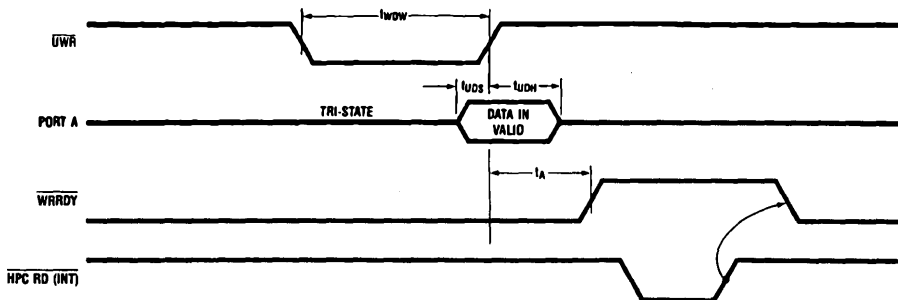 tWDW
UWR
tUDS
tUDH
TRI-STATE
PORT A
DATA IN
VALID
tA
WRRDY
HPC RD (INT)